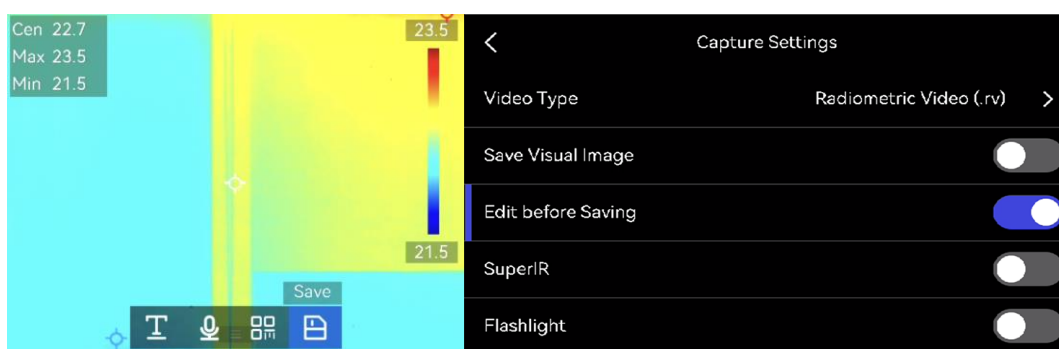 Cen 22.7
Max 23.5
Min 21.5
23.5
21.5
Save
Capture Settings
Video Type Radiometric Video (.rv)
Save Visual Image
Edit before Saving
SuperIR
Flashlight